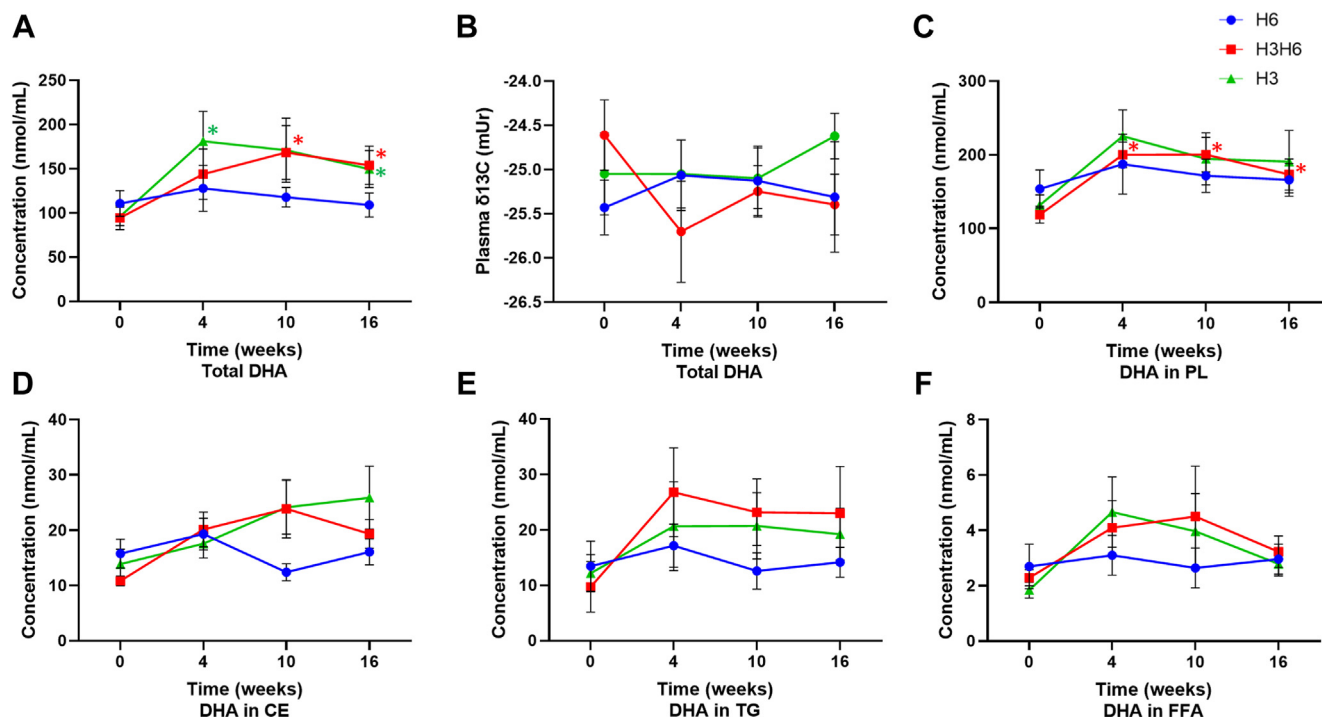 A
Concentration (nmol/mL)
250
200
150
100
50
0
*
*
*
*
0 4 10 16
Time (weeks)
Total DHA
B
Plasma δ13C (mUr)
-24.0
-24.5
-25.0
-25.5
-26.0
-26.5
0 4 10 16
Time (weeks)
Total DHA
C
H6
H3H6
H3
Concentration (nmol/mL)
300
200
100
0
*
*
*
0 4 10 16
Time (weeks)
DHA in PL
D
Concentration (nmol/mL)
40
30
20
10
0
0 4 10 16
Time (weeks)
DHA in CE
E
Concentration (nmol/mL)
40
30
20
10
0
0 4 10 16
Time (weeks)
DHA in TG
F
Concentration (nmol/mL)
8
6
4
2
0
0 4 10 16
Time (weeks)
DHA in FFA